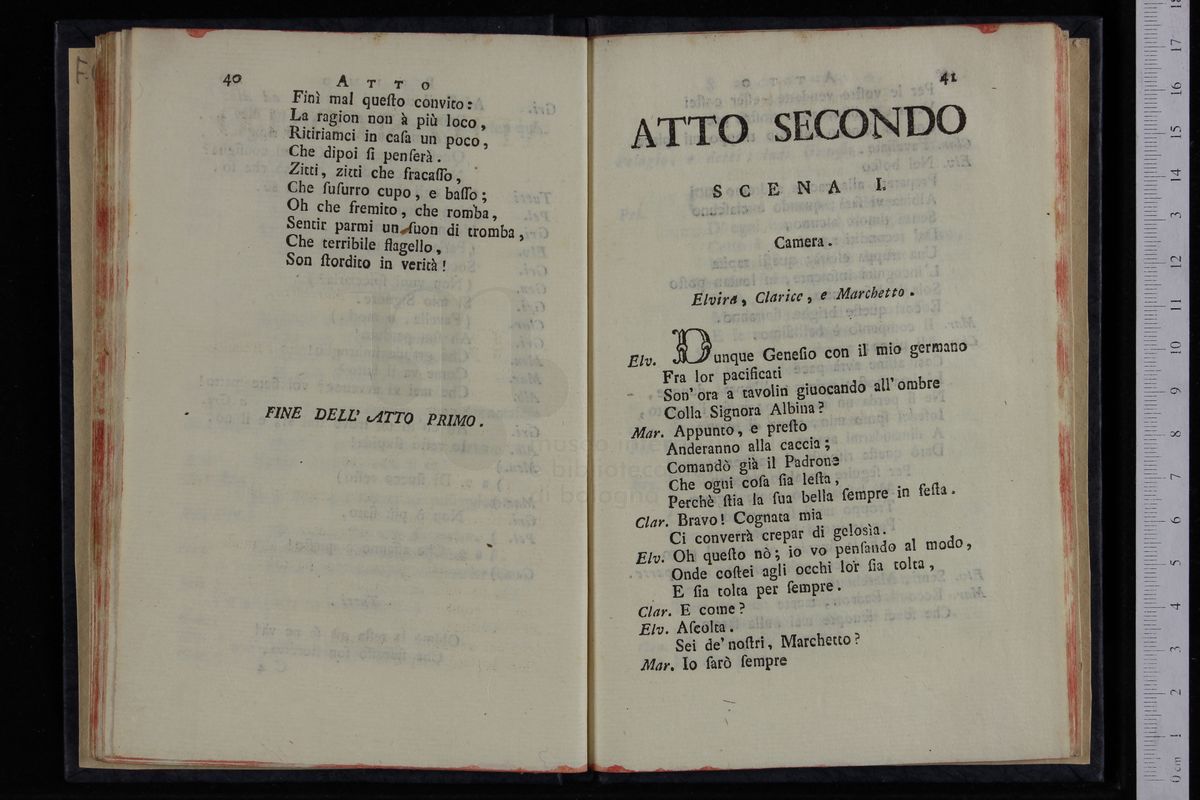 40
ATTO
Finì mal queſto convito:
La ragion non à più loco,
Ritiriamci in caſa un poco,
Che dipoi ſi penſerà.
Zitti, zitti che fracaſſo,
Che ſuſurro cupo, e baſſo;
Oh che fremito, che romba,
Sentir parmi un ſuon di tromba,
Che terribile flagello,
Son ſtordito in verità!
FINE DELL' ATTO PRIMO.
41
ATTO SECONDO
SCENA I.
Camera.
Elvira, Clarice, e Marchetto.
Elv. Dunque Geneſio con il mio germano
Fra lor pacificati
Son' ora a tavolin giuocando all' ombre
Colla Signora Albina?
Mar. Appunto, e preſto
Anderanno alla caccia;
Comandò già il Padrone
Che ogni coſa ſia leſta,
Perchè ſtia la ſua bella ſempre in feſta.
Clar. Bravo! Cognata mia
Ci converrà crepar di gelosìa.
Elv. Oh queſto nò; io vo penſando al modo,
Onde coſtei agli occhi lor ſia tolta,
E ſia tolta per ſempre.
Clar. E come?
Elv. Aſcolta.
Sei de' noſtri, Marchetto?
Mar. Io ſarò ſempre